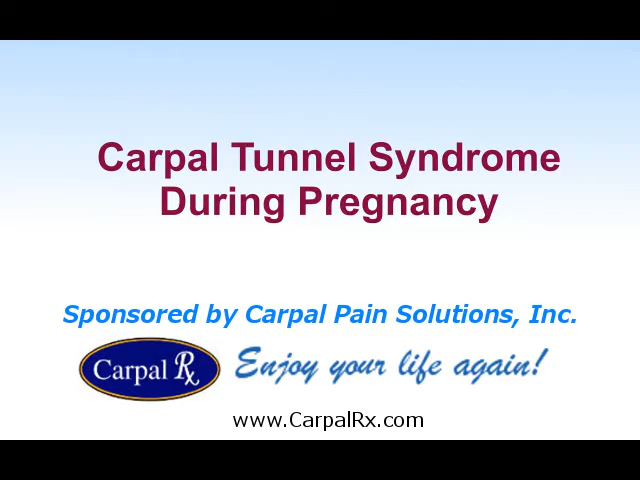 Carpal Tunnel Syndrome
During Pregnancy
Sponsored by Carpal Pain Solutions, Inc.
Carpal Rx Enjoy your life again!
www.CarpalRx.com